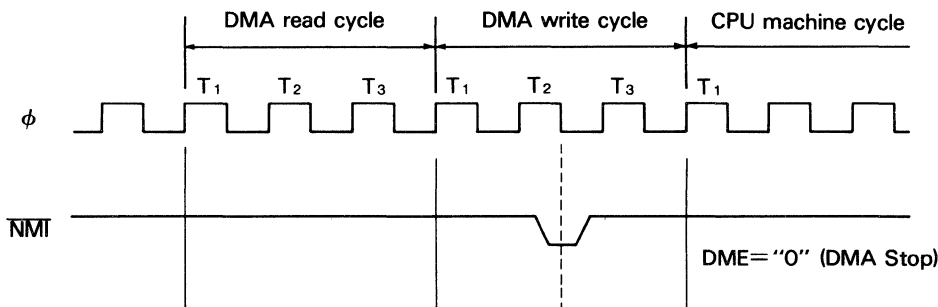 DMA read cycle DMA write cycle CPU machine cycle
T₁ T₂ T₃ T₁ T₂ T₃ T₁
ϕ
N̅M̅I̅
DME="0" (DMA Stop)